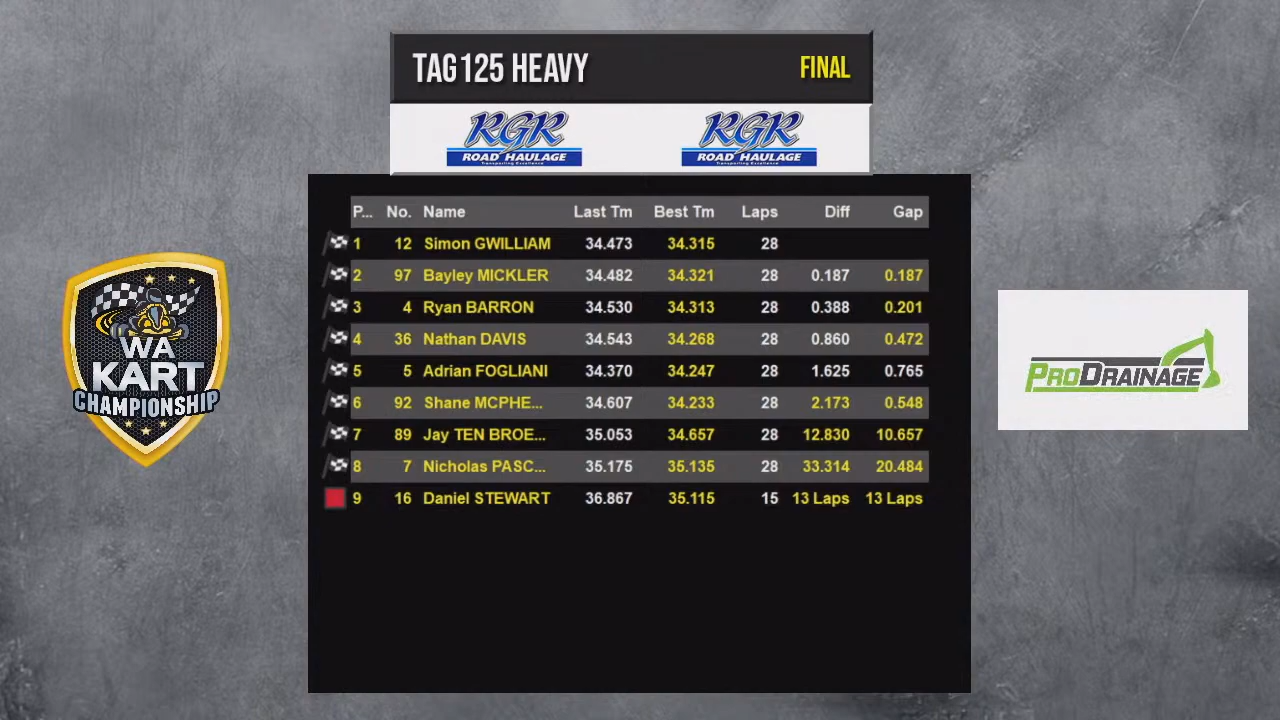 TAG125 HEAVY FINAL
RGR RGR
ROAD HAULAGE ROAD HAULAGE
Transporting Excellence Transporting Excellence
P... No. Name Last Tm Best Tm Laps Diff Gap
1 12 Simon GWILLIAM 34.473 34.315 28
2 97 Bayley MICKLER 34.482 34.321 28 0.187 0.187
3 4 Ryan BARRON 34.530 34.313 28 0.388 0.201
4 36 Nathan DAVIS 34.543 34.268 28 0.860 0.472
5 5 Adrian FOGLIANI 34.370 34.247 28 1.625 0.765
6 92 Shane MCPHE... 34.607 34.233 28 2.173 0.548
7 89 Jay TEN BROE... 35.053 34.657 28 12.830 10.657
8 7 Nicholas PASC... 35.175 35.135 28 33.314 20.484
9 16 Daniel STEWART 36.867 35.115 15 13 Laps 13 Laps
WA
KART
CHAMPIONSHIP
PRODRAINAGE